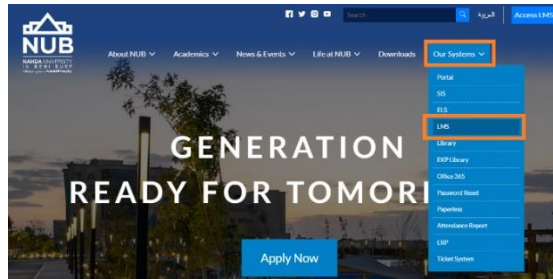 Search
العربية
Access LMS
NUB
NAHDA UNIVERSITY
IN BENI SUEF
About NUB
Academics
News & Events
Life at NUB
Downloads
Our Systems
Portal
SIS
ELS
LMS
Library
EKP Library
Office 365
Password Reset
Paperless
Attendance Report
ERP
Ticket System
GENERATION
READY FOR TOMOR
Apply Now